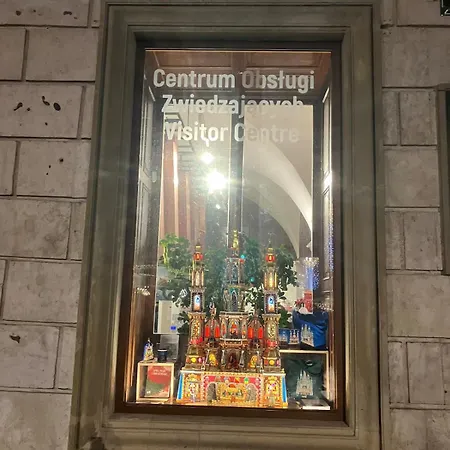 Centrum Obsługi
Zwiedzających
Visitor Centre